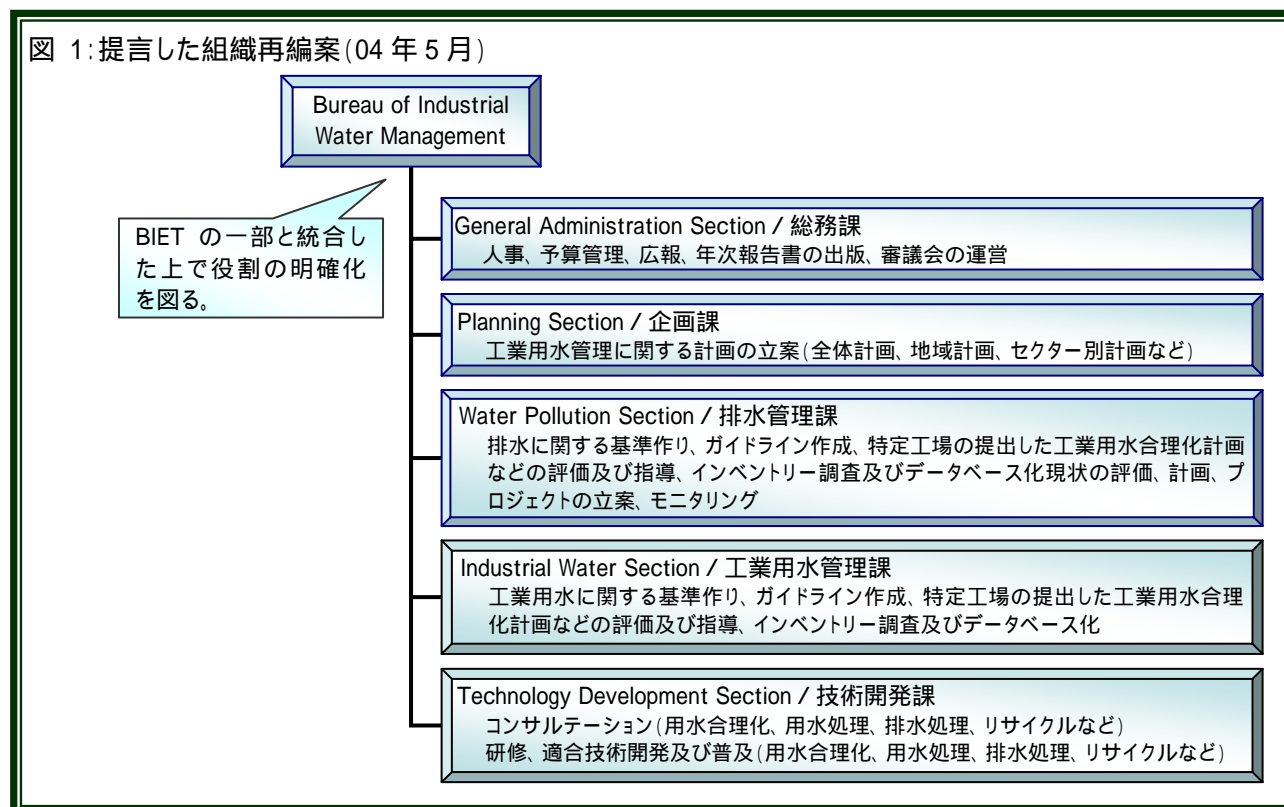 図 1:提言した組織再編案(04 年 5 月)
Bureau of Industrial
Water Management
BIET の一部と統合し
た上で役割の明確化
を図る。
General Administration Section / 総務課
人事、予算管理、広報、年次報告書の出版、審議会の運営
Planning Section / 企画課
工業用水管理に関する計画の立案(全体計画、地域計画、セクター別計画など)
Water Pollution Section / 排水管理課
排水に関する基準作り、ガイドライン作成、特定工場の提出した工業用水合理化計画
などの評価及び指導、インベントリー調査及びデータベース化現状の評価、計画、プ
ロジェクトの立案、モニタリング
Industrial Water Section / 工業用水管理課
工業用水に関する基準作り、ガイドライン作成、特定工場の提出した工業用水合理
化計画などの評価及び指導、インベントリー調査及びデータベース化
Technology Development Section / 技術開発課
コンサルテーション(用水合理化、用水処理、排水処理、リサイクルなど)
研修、適合技術開発及び普及(用水合理化、用水処理、排水処理、リサイクルなど)